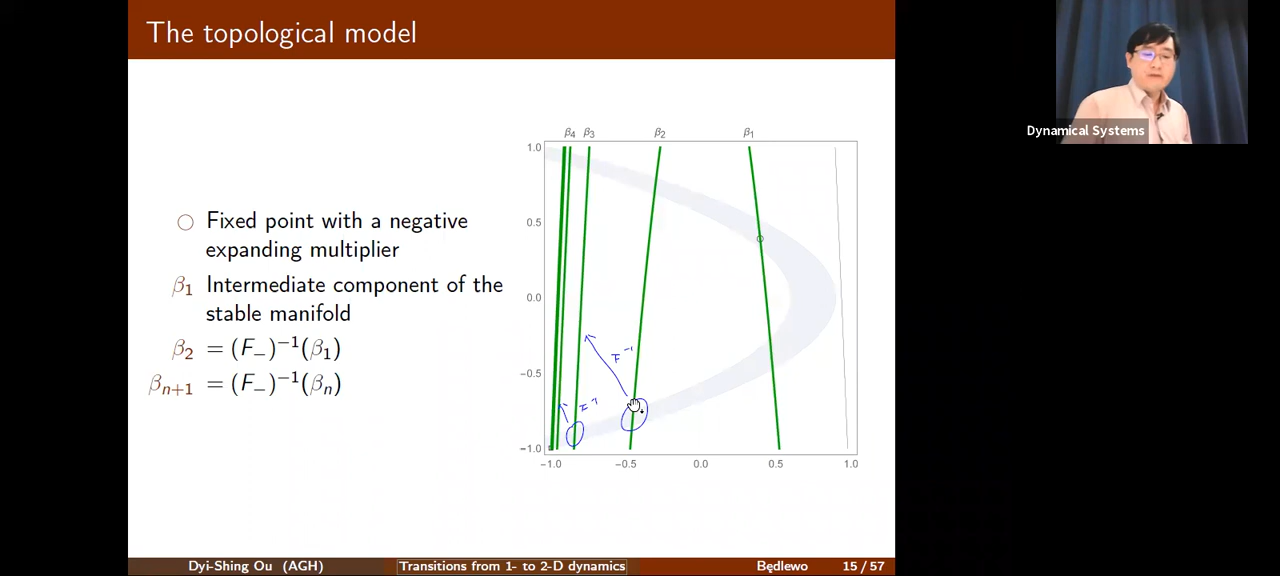 The topological model
Dynamical Systems
○ Fixed point with a negative
expanding multiplier
β₁ Intermediate component of the
stable manifold
β₂ = (F₋)⁻¹(β₁)
βₙ₊₁ = (F₋)⁻¹(βₙ)
β₄ β₃ β₂ β₁
1.0
0.5
0.0
−0.5
−1.0
−1.0 −0.5 0.0 0.5 1.0
F⁻¹
F⁻¹
Dyi-Shing Ou (AGH) Transitions from 1- to 2-D dynamics Będlewo 15 / 57